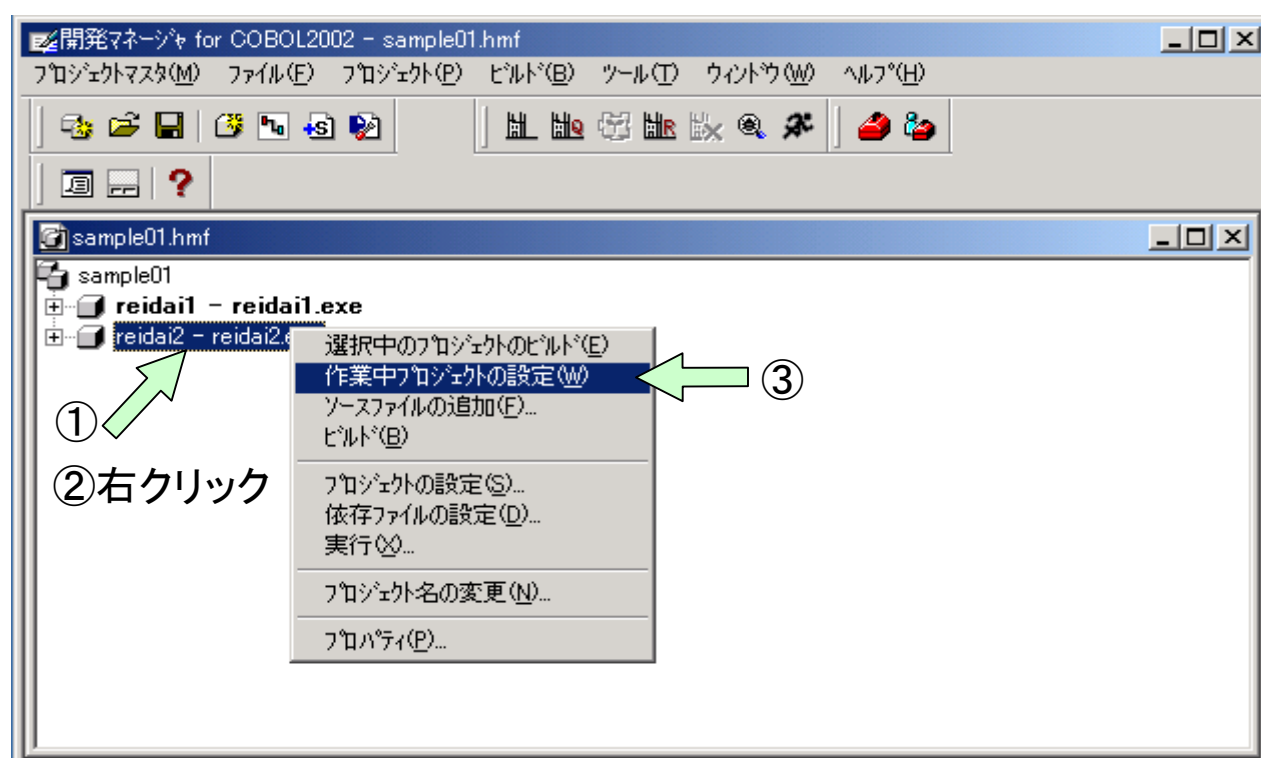 開発ﾏﾈｰｼﾞｬ for COBOL2002 - sample01.hmf
ﾌﾟﾛｼﾞｪｸﾄﾏｽﾀ(M) ﾌｧｲﾙ(F) ﾌﾟﾛｼﾞｪｸﾄ(P) ﾋﾞﾙﾄﾞ(B) ﾂｰﾙ(T) ｳｨﾝﾄﾞｳ(W) ﾍﾙﾌﾟ(H)
sample01.hmf
sample01
reidai1 - reidai1.exe
reidai2 - reidai2.e
選択中のﾌﾟﾛｼﾞｪｸﾄのﾋﾞﾙﾄﾞ(E)
作業中ﾌﾟﾛｼﾞｪｸﾄの設定(W)
③
ｿｰｽﾌｧｲﾙの追加(F)...
①
ﾋﾞﾙﾄﾞ(B)
②右クリック
ﾌﾟﾛｼﾞｪｸﾄの設定(S)...
依存ﾌｧｲﾙの設定(D)...
実行(X)...
ﾌﾟﾛｼﾞｪｸﾄ名の変更(N)...
ﾌﾟﾛﾊﾟﾃｨ(P)...